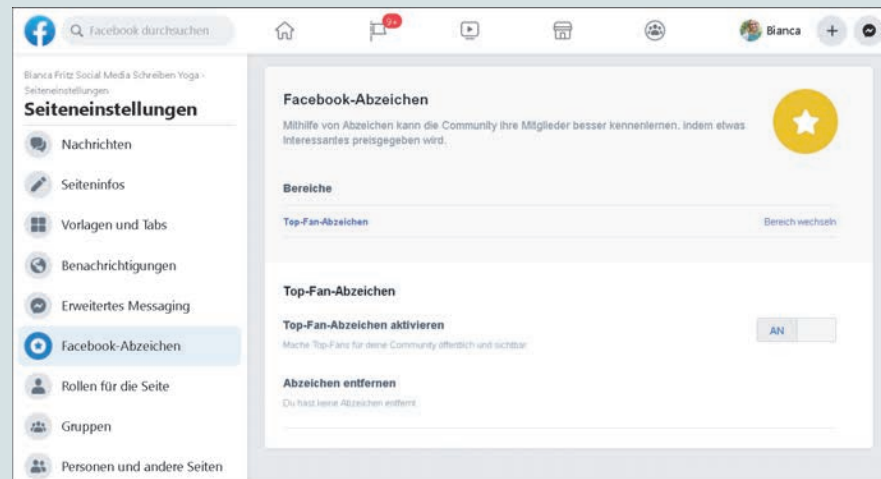 Facebook durchsuchen
9+
Bianca
Bianca Fritz Social Media Schreiben Yoga -
Seiteneinstellungen
Seiteneinstellungen
Nachrichten
Seiteninfos
Vorlagen und Tabs
Benachrichtigungen
Erweitertes Messaging
Facebook-Abzeichen
Rollen für die Seite
Gruppen
Personen und andere Seiten
Facebook-Abzeichen
Mithilfe von Abzeichen kann die Community ihre Mitglieder besser kennenlernen, indem etwas
Interessantes preisgegeben wird.
Bereiche
Top-Fan-Abzeichen
Bereich wechseln
Top-Fan-Abzeichen
Top-Fan-Abzeichen aktivieren
AN
Mache Top-Fans für deine Community öffentlich und sichtbar
Abzeichen entfernen
Du hast keine Abzeichen entfernt